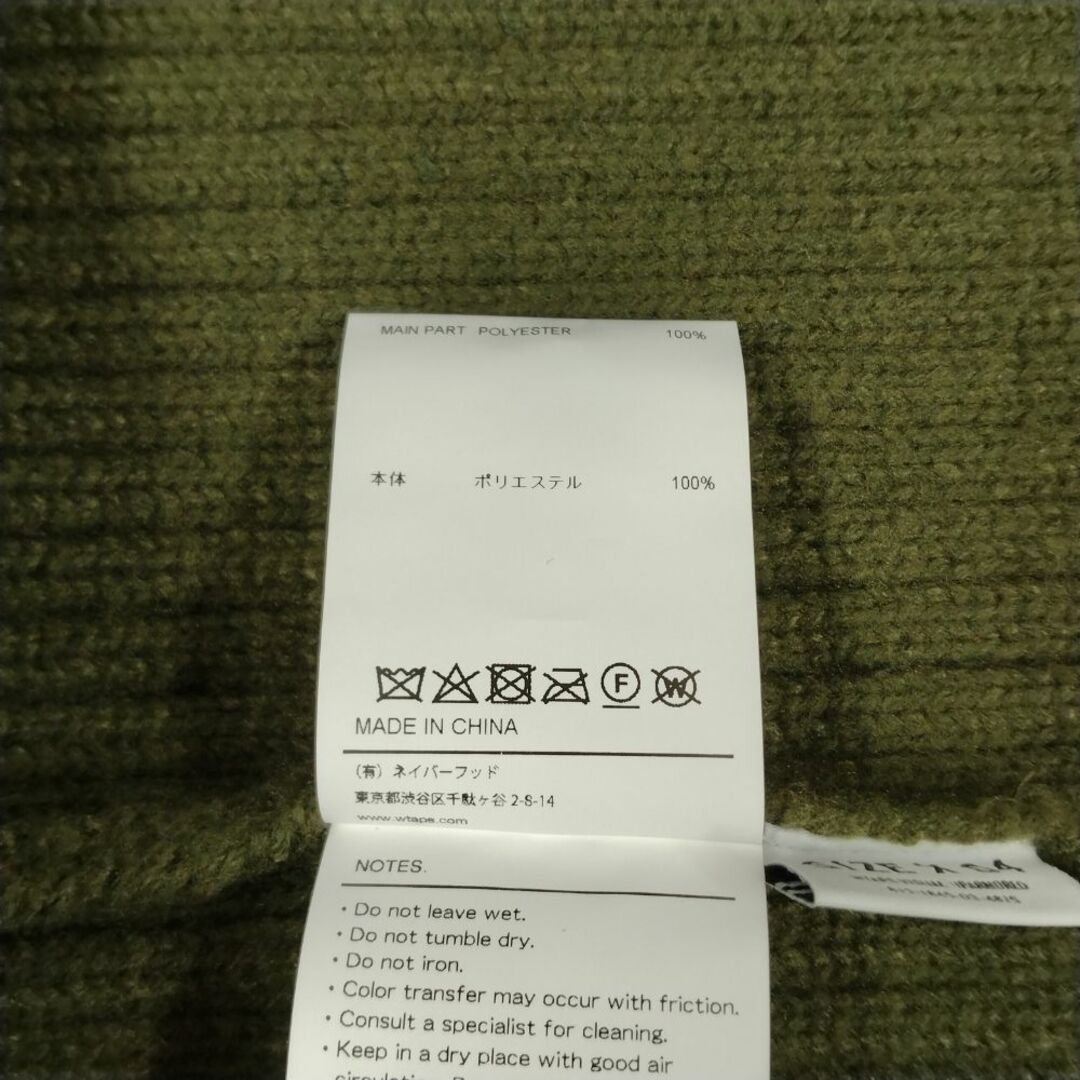 MAIN PART POLYESTER 100%
本体 ポリエステル 100%
F
W
MADE IN CHINA
(有) ネイバーフッド
東京都渋谷区千駄ヶ谷 2-8-14
www.wtaps.com
NOTES.
・Do not leave wet.
・Do not tumble dry.
・Do not iron.
・Color transfer may occur with friction.
・Consult a specialist for cleaning.
・Keep in a dry place with good air
SIZE X 04